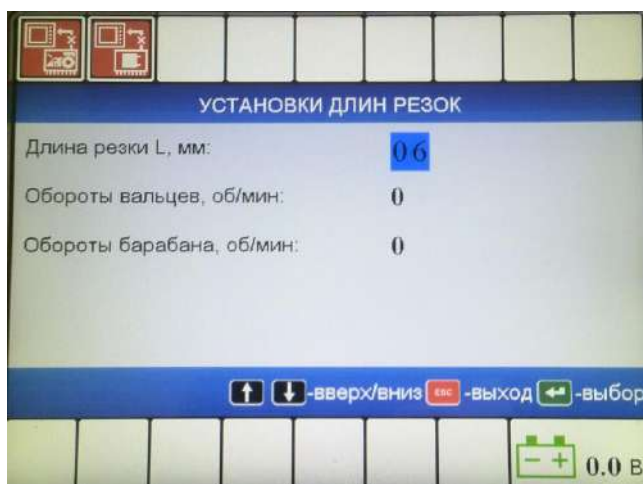 УСТАНОВКИ ДЛИН РЕЗОК
Длина резки L, мм: 06
Обороты вальцев, об/мин: 0
Обороты барабана, об/мин: 0
-вверх/вниз ESC -выход -выбор
0.0 В